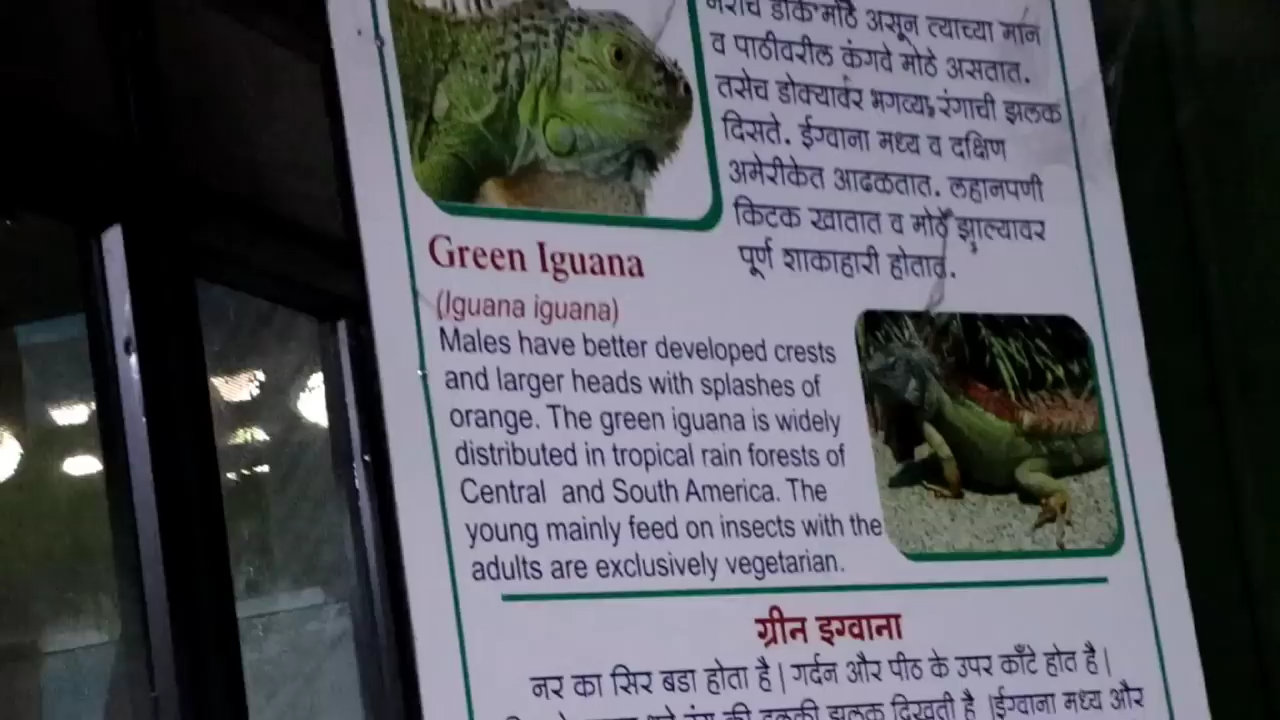 नराचे डोके मोठे असून त्याच्या मान
व पाठीवरील कंगवे मोठे असतात.
तसेच डोक्यावर भगव्या रंगाची झलक
दिसते. ईग्वाना मध्य व दक्षिण
अमेरीकेत आढळतात. लहानपणी
किटक खातात व मोठे झाल्यावर
पूर्ण शाकाहारी होतात.
Green Iguana
(Iguana iguana)
Males have better developed crests
and larger heads with splashes of
orange. The green iguana is widely
distributed in tropical rain forests of
Central and South America. The
young mainly feed on insects with the
adults are exclusively vegetarian.
ग्रीन इग्वाना
नर का सिर बडा होता है | गर्दन और पीठ के उपर काँटे होते है |
रंग की हलकी झलक दिखती है |ईग्वाना मध्य और